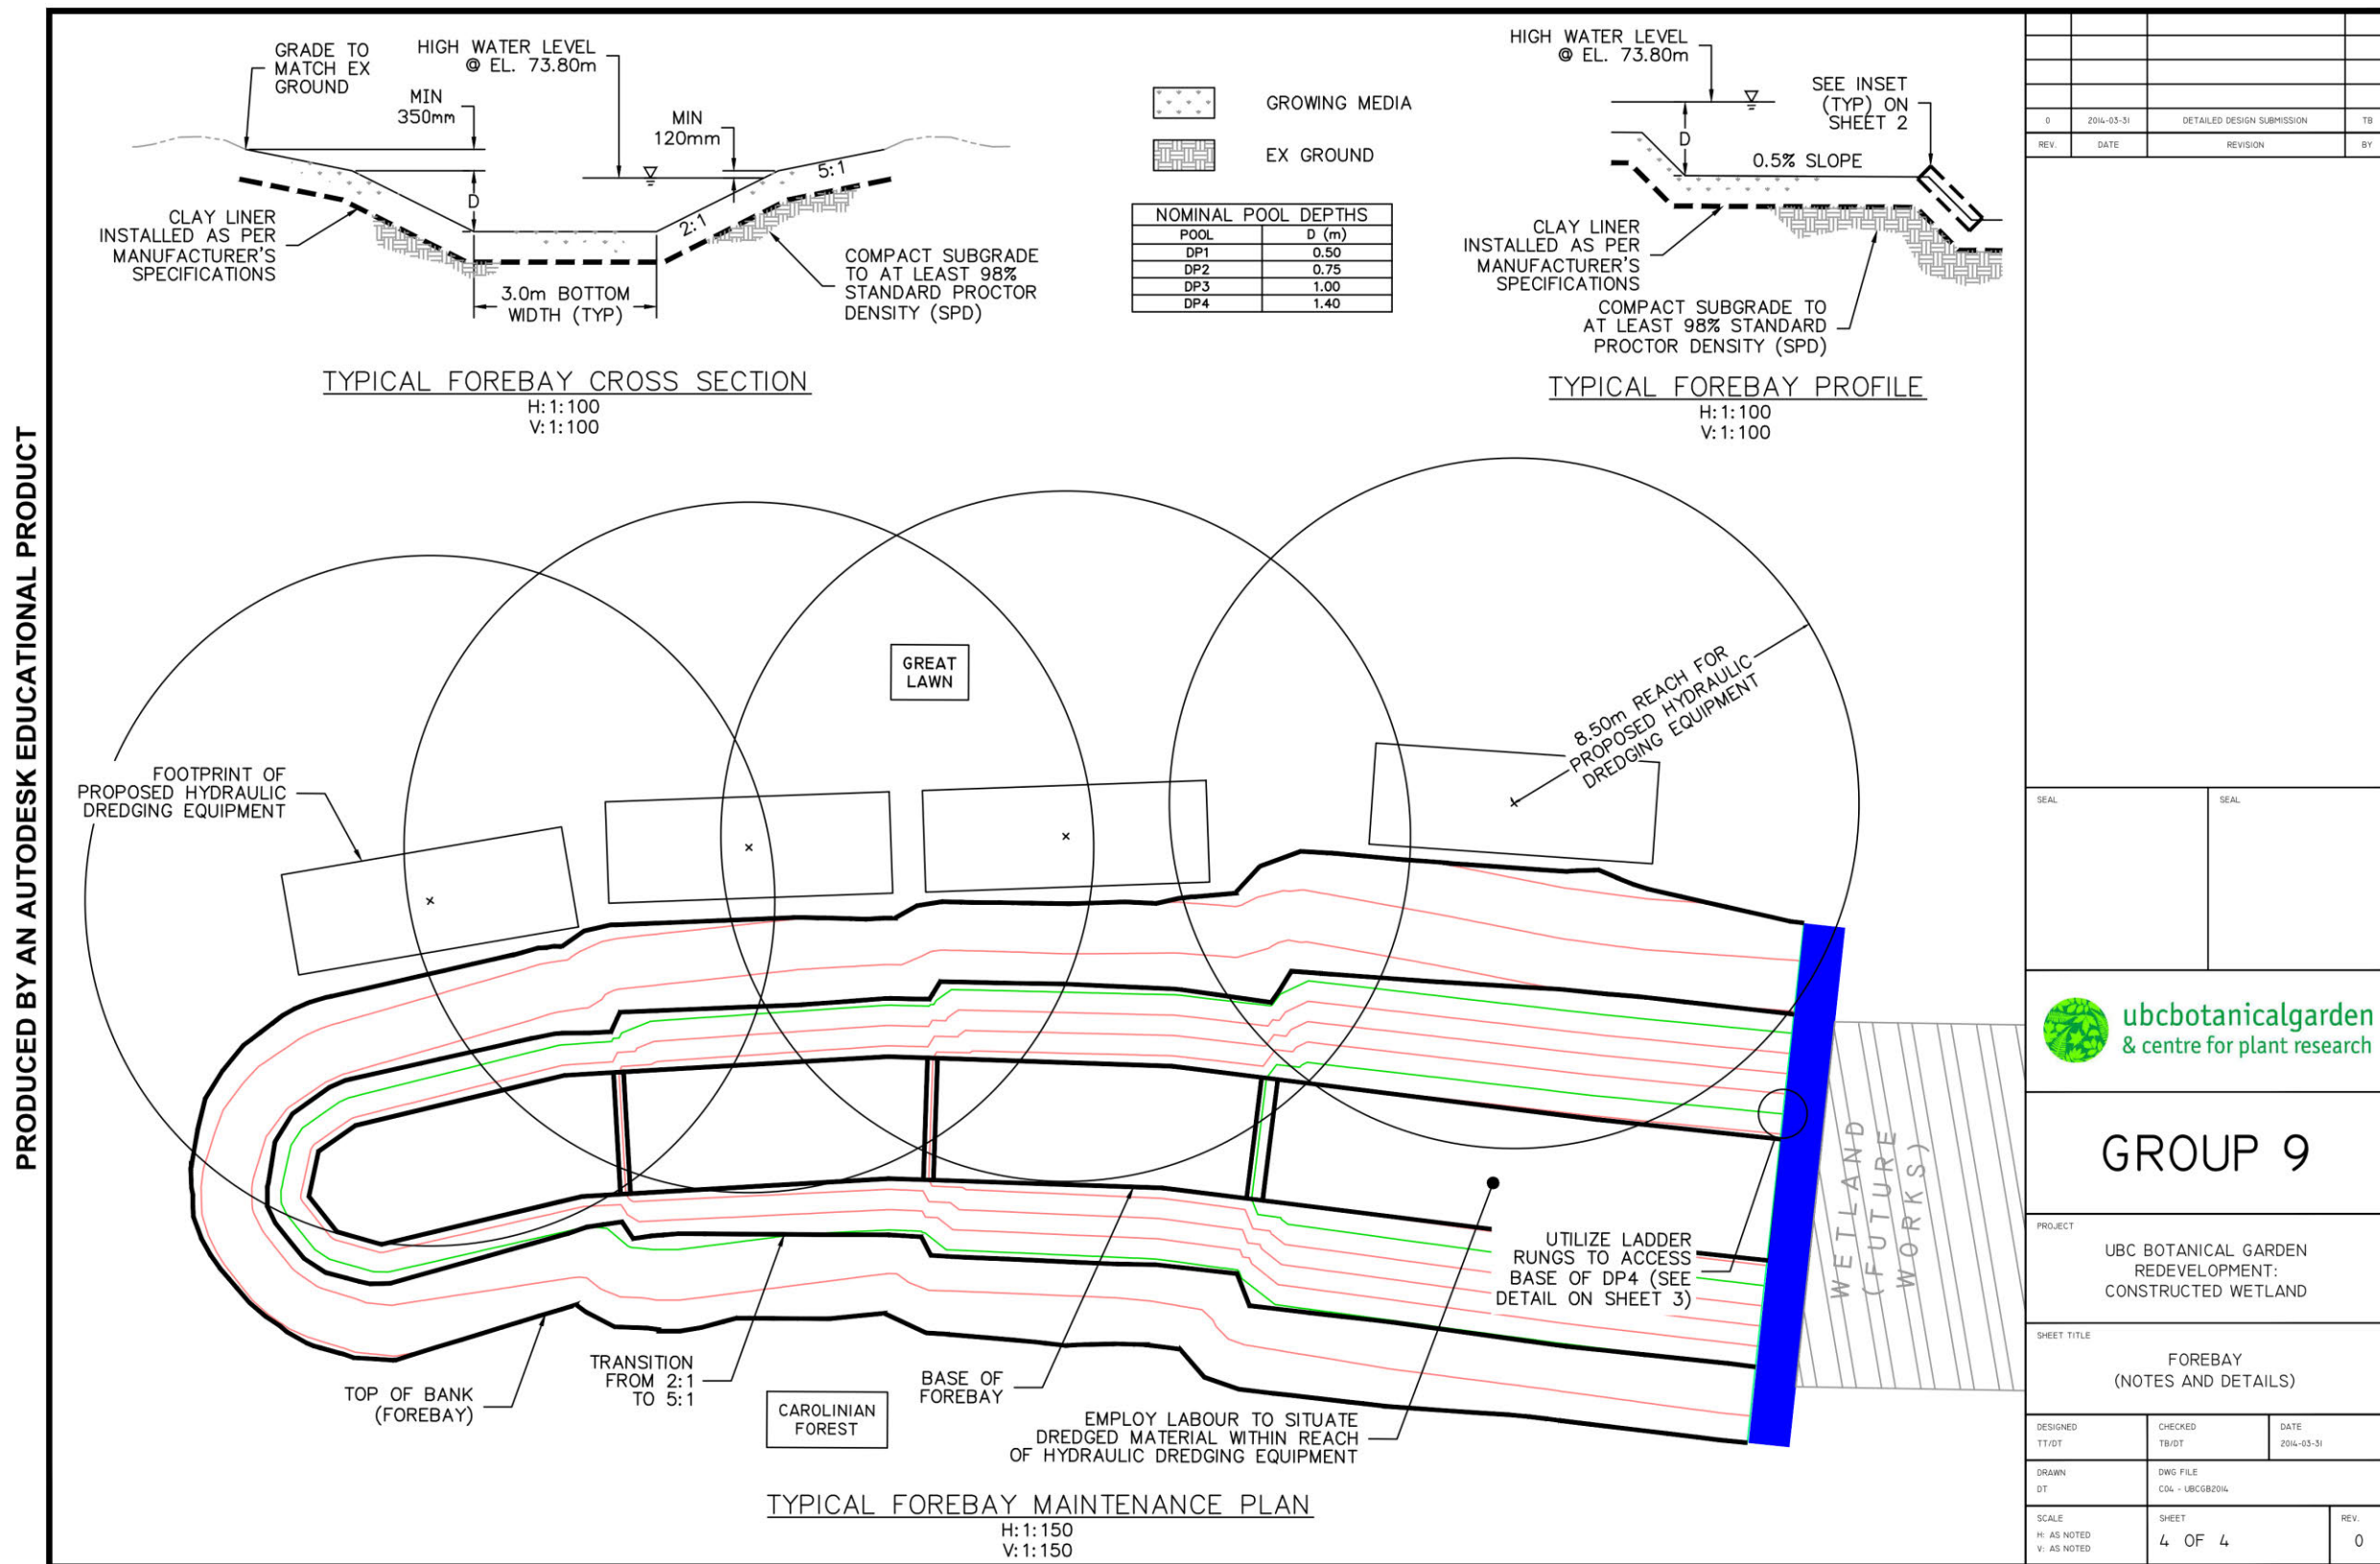 PRODUCED BY AN AUTODESK EDUCATIONAL PRODUCT
GRADE TO
MATCH EX
GROUND
HIGH WATER LEVEL
@ EL. 73.80m
MIN
350mm
MIN
120mm
D
5:1
2:1
CLAY LINER
INSTALLED AS PER
MANUFACTURER'S
SPECIFICATIONS
3.0m BOTTOM
WIDTH (TYP)
COMPACT SUBGRADE
TO AT LEAST 98%
STANDARD PROCTOR
DENSITY (SPD)
TYPICAL FOREBAY CROSS SECTION
H: 1: 100
V: 1: 100
GROWING MEDIA
EX GROUND
NOMINAL POOL DEPTHS
POOL D (m)
DP1 0.50
DP2 0.75
DP3 1.00
DP4 1.40
HIGH WATER LEVEL
@ EL. 73.80m
SEE INSET
(TYP) ON
SHEET 2
D
0.5% SLOPE
CLAY LINER
INSTALLED AS PER
MANUFACTURER'S
SPECIFICATIONS
COMPACT SUBGRADE TO
AT LEAST 98% STANDARD
PROCTOR DENSITY (SPD)
TYPICAL FOREBAY PROFILE
H: 1: 100
V: 1: 100
GREAT
LAWN
8.50m REACH FOR
PROPOSED HYDRAULIC
DREDGING EQUIPMENT
FOOTPRINT OF
PROPOSED HYDRAULIC
DREDGING EQUIPMENT
WETLAND
(FUTURE
WORKS)
UTILIZE LADDER
RUNGS TO ACCESS
BASE OF DP4 (SEE
DETAIL ON SHEET 3)
TOP OF BANK
(FOREBAY)
TRANSITION
FROM 2:1
TO 5:1
CAROLINIAN
FOREST
BASE OF
FOREBAY
EMPLOY LABOUR TO SITUATE
DREDGED MATERIAL WITHIN REACH
OF HYDRAULIC DREDGING EQUIPMENT
TYPICAL FOREBAY MAINTENANCE PLAN
H: 1: 150
V: 1: 150
0 2014-03-31 DETAILED DESIGN SUBMISSION TB
REV. DATE REVISION BY
SEAL SEAL
ubcbotanicalgarden
& centre for plant research
GROUP 9
PROJECT
UBC BOTANICAL GARDEN
REDEVELOPMENT:
CONSTRUCTED WETLAND
SHEET TITLE
FOREBAY
(NOTES AND DETAILS)
DESIGNED CHECKED DATE
TT/DT TB/DT 2014-03-31
DRAWN DWG FILE
DT C04 - UBCGB2014
SCALE SHEET REV.
H: AS NOTED
V: AS NOTED
4 OF 4 0